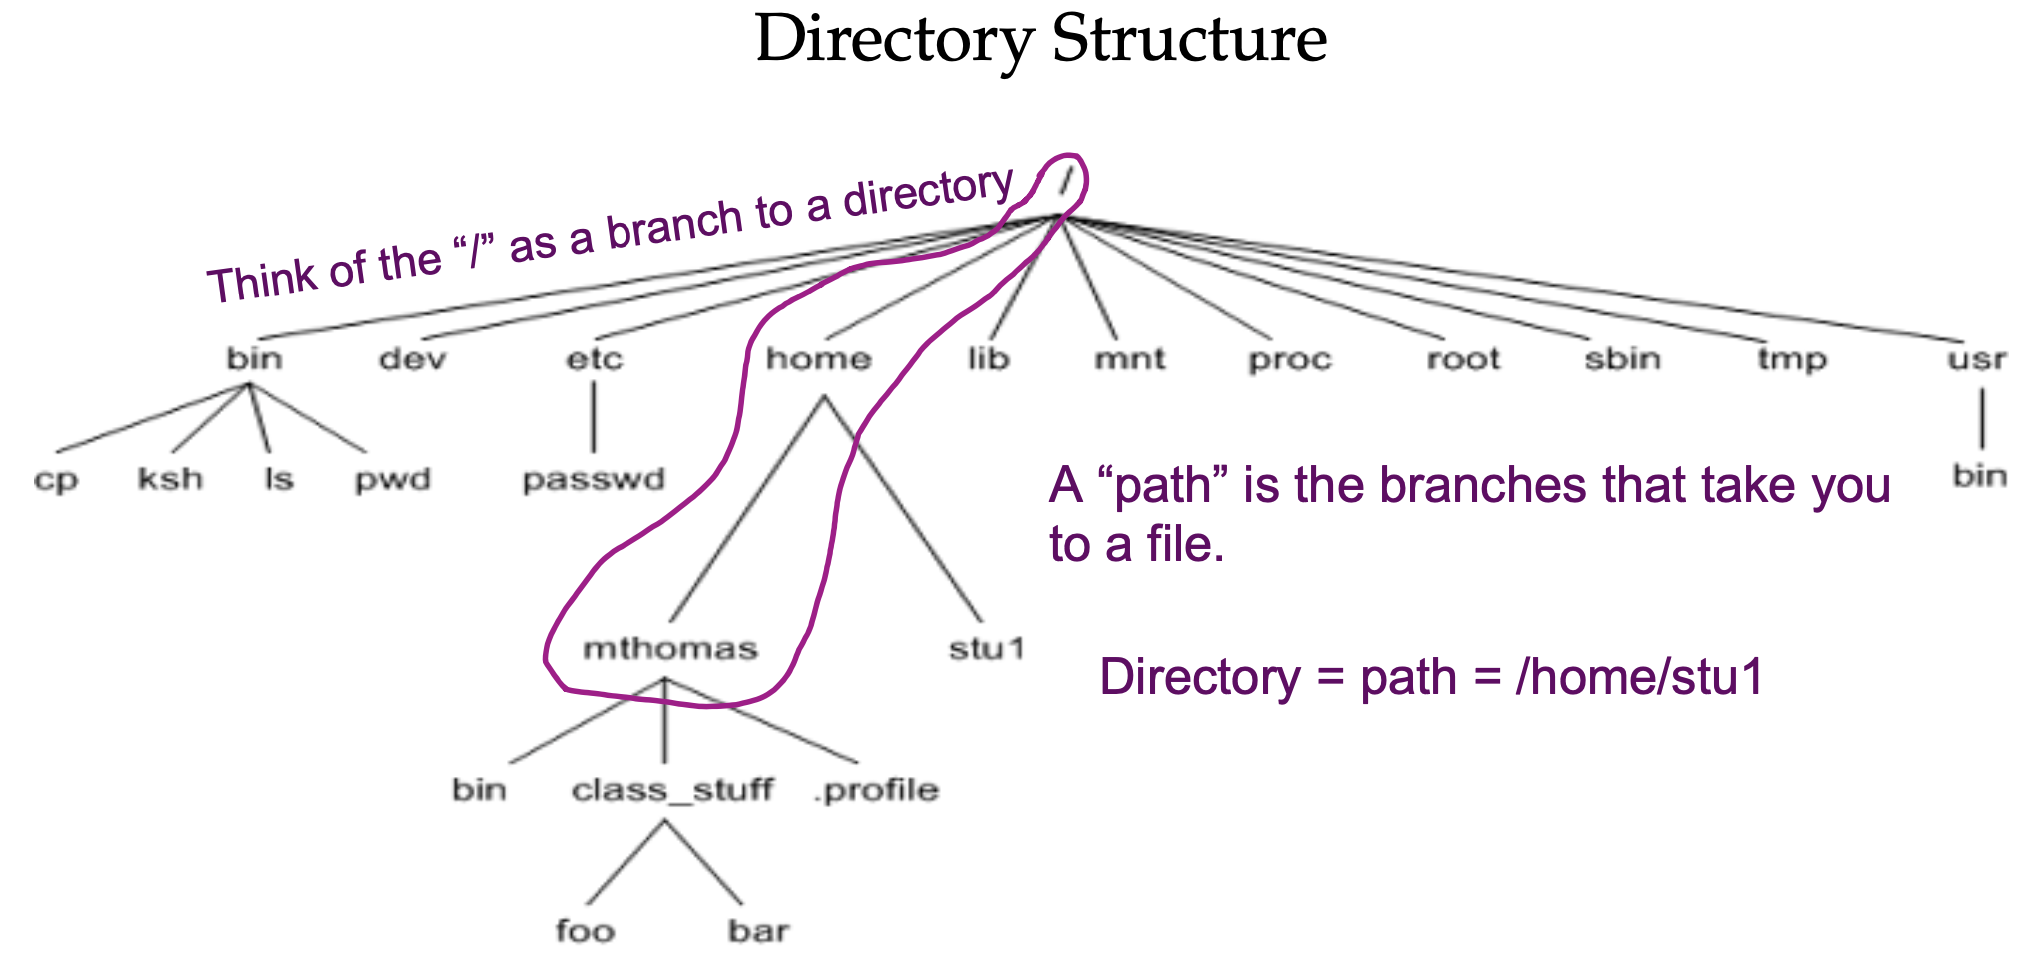 Directory Structure
/
Think of the “/” as a branch to a directory
bin dev etc home lib mnt proc root sbin tmp usr
cp ksh ls pwd passwd bin
A “path” is the branches that take you
to a file.
mthomas stu1
Directory = path = /home/stu1
bin class_stuff .profile
foo bar